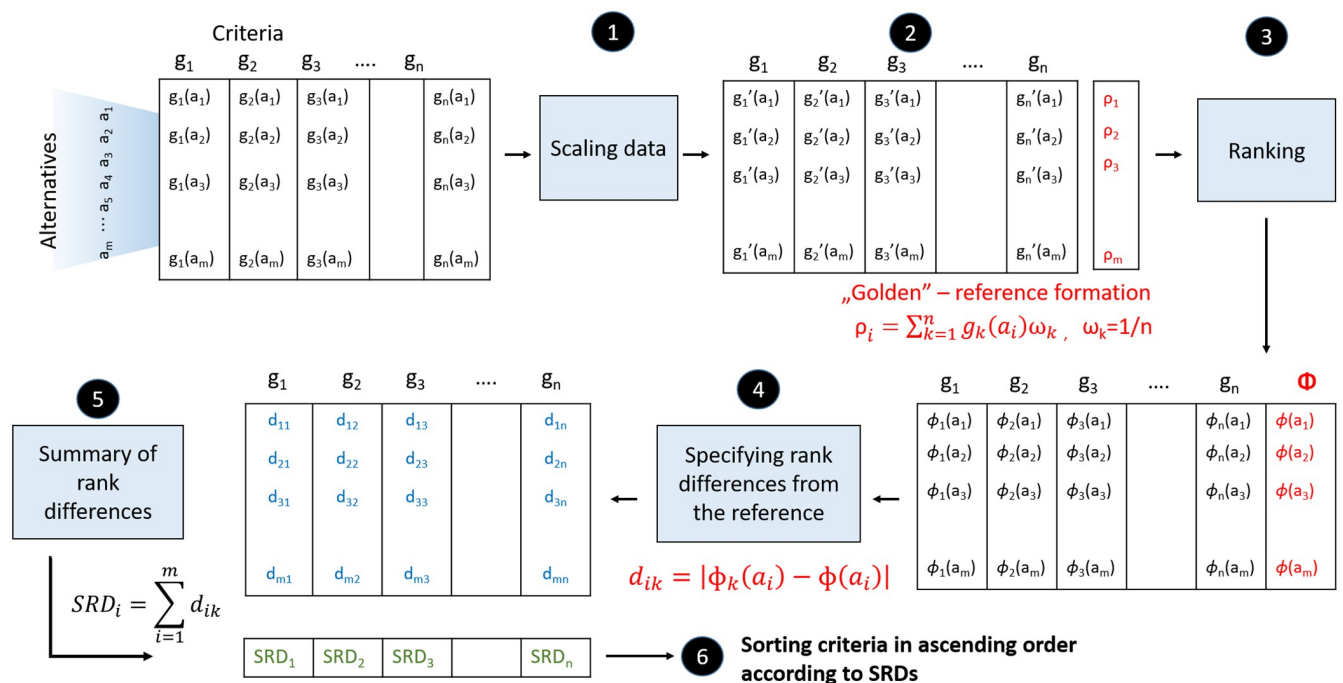 Criteria
1
2
3
g₁ g₂ g₃ .... gₙ
g₁ g₂ g₃ .... gₙ
Alternatives
aₘ ... a₅ a₄ a₃ a₂ a₁
g₁(a₁) g₂(a₁) g₃(a₁) gₙ(a₁)
g₁(a₂) g₂(a₂) g₃(a₂) gₙ(a₂)
g₁(a₃) g₂(a₃) g₃(a₃) gₙ(a₃)
g₁(aₘ) g₂(aₘ) g₃(aₘ) gₙ(aₘ)
Scaling data
g₁′(a₁) g₂′(a₁) g₃′(a₁) gₙ′(a₁) ρ₁
g₁′(a₂) g₂′(a₂) g₃′(a₂) gₙ′(a₂) ρ₂
g₁′(a₃) g₂′(a₃) g₃′(a₃) gₙ′(a₃) ρ₃
g₁′(aₘ) g₂′(aₘ) g₃′(aₘ) gₙ′(aₘ) ρₘ
Ranking
„Golden” – reference formation
ρᵢ = ∑ₖ₌₁ⁿ gₖ(aᵢ)ωₖ , ωₖ=1/n
g₁ g₂ g₃ .... gₙ Φ
ϕ₁(a₁) ϕ₂(a₁) ϕ₃(a₁) ϕₙ(a₁) ϕ(a₁)
ϕ₁(a₂) ϕ₂(a₂) ϕ₃(a₂) ϕₙ(a₂) ϕ(a₂)
ϕ₁(a₃) ϕ₂(a₃) ϕ₃(a₃) ϕₙ(a₃) ϕ(a₃)
ϕ₁(aₘ) ϕ₂(aₘ) ϕ₃(aₘ) ϕₙ(aₘ) ϕ(aₘ)
4
Specifying rank
differences from
the reference
dᵢₖ = |ϕₖ(aᵢ) − ϕ(aᵢ)|
g₁ g₂ g₃ .... gₙ
d₁₁ d₁₂ d₁₃ d₁ₙ
d₂₁ d₂₂ d₂₃ d₂ₙ
d₃₁ d₃₂ d₃₃ d₃ₙ
dₘ₁ dₘ₂ dₘ₃ dₘₙ
5
Summary of
rank
differences
SRDᵢ = ∑ᵢ₌₁ᵐ dᵢₖ
SRD₁ SRD₂ SRD₃ SRDₙ
6
Sorting criteria in ascending order
according to SRDs